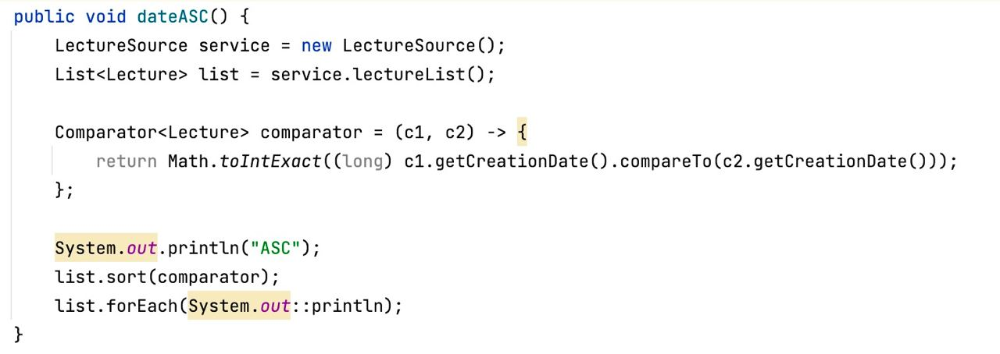 public void dateASC() {
    LectureSource service = new LectureSource();
    List<Lecture> list = service.lectureList();

    Comparator<Lecture> comparator = (c1, c2) -> {
        return Math.toIntExact((long) c1.getCreationDate().compareTo(c2.getCreationDate()));
    };

    System.out.println("ASC");
    list.sort(comparator);
    list.forEach(System.out::println);
}